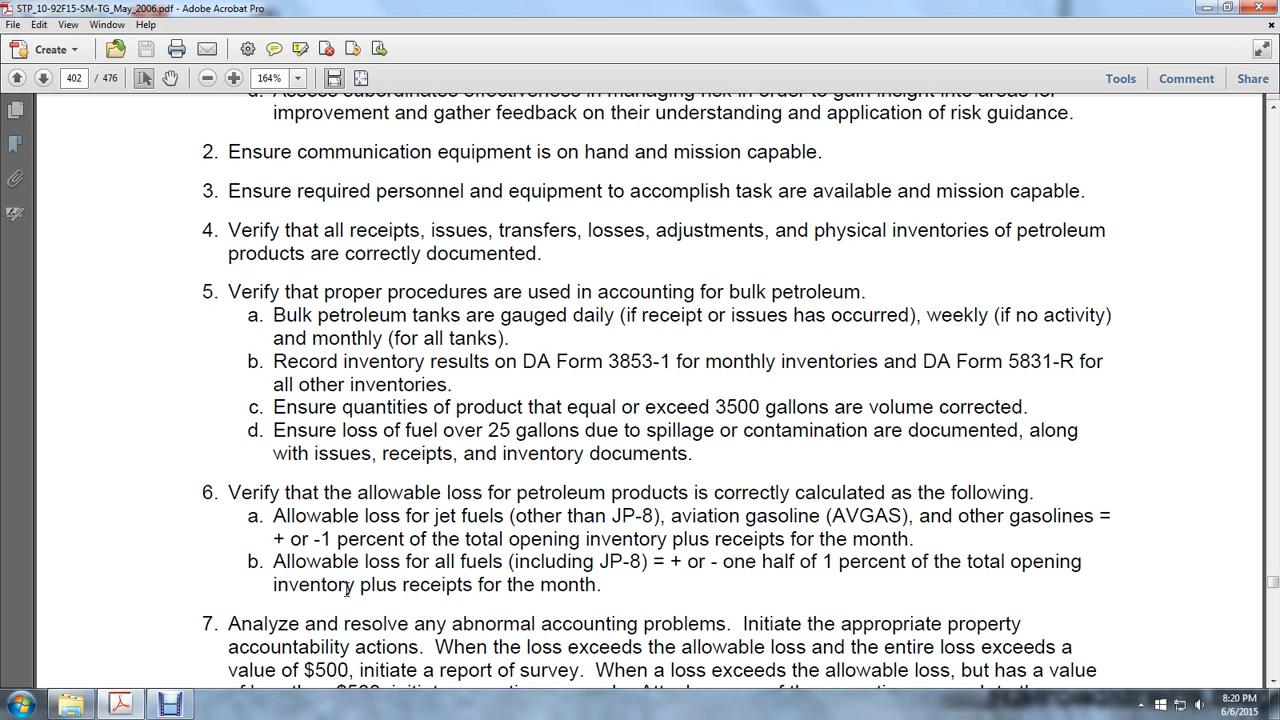 STP_10-92F15-SM-TG_May_2006.pdf - Adobe Acrobat Pro
File Edit View Window Help
Create
402 / 476 164% Tools Comment Share
d. Assess subordinates effectiveness in managing risk in order to gain insight into areas for
improvement and gather feedback on their understanding and application of risk guidance.
2. Ensure communication equipment is on hand and mission capable.
3. Ensure required personnel and equipment to accomplish task are available and mission capable.
4. Verify that all receipts, issues, transfers, losses, adjustments, and physical inventories of petroleum
products are correctly documented.
5. Verify that proper procedures are used in accounting for bulk petroleum.
a. Bulk petroleum tanks are gauged daily (if receipt or issues has occurred), weekly (if no activity)
and monthly (for all tanks).
b. Record inventory results on DA Form 3853-1 for monthly inventories and DA Form 5831-R for
all other inventories.
c. Ensure quantities of product that equal or exceed 3500 gallons are volume corrected.
d. Ensure loss of fuel over 25 gallons due to spillage or contamination are documented, along
with issues, receipts, and inventory documents.
6. Verify that the allowable loss for petroleum products is correctly calculated as the following.
a. Allowable loss for jet fuels (other than JP-8), aviation gasoline (AVGAS), and other gasolines =
+ or -1 percent of the total opening inventory plus receipts for the month.
b. Allowable loss for all fuels (including JP-8) = + or - one half of 1 percent of the total opening
inventory plus receipts for the month.
7. Analyze and resolve any abnormal accounting problems. Initiate the appropriate property
accountability actions. When the loss exceeds the allowable loss and the entire loss exceeds a
value of $500, initiate a report of survey. When a loss exceeds the allowable loss, but has a value
8:20 PM
6/6/2015